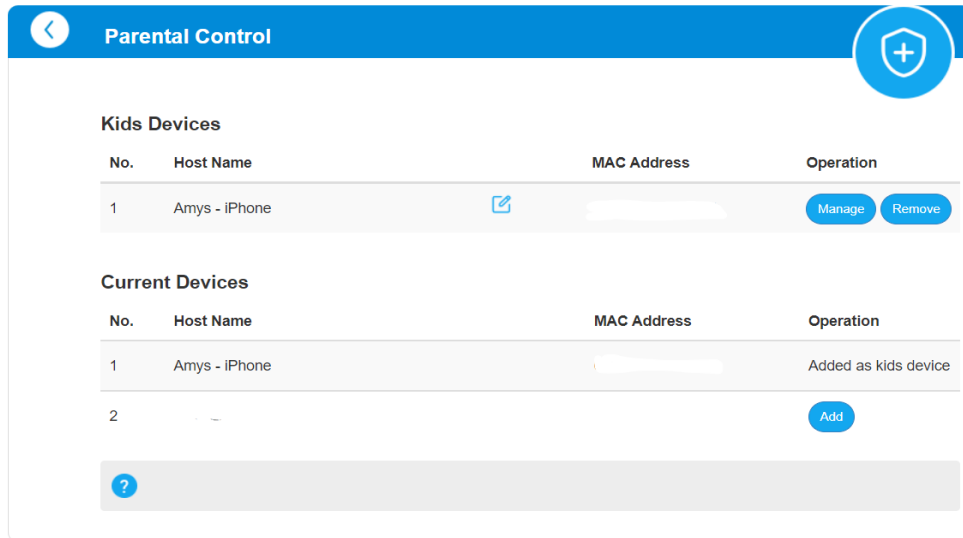 Parental Control
Kids Devices
No. Host Name MAC Address Operation
1 Amys - iPhone Manage Remove
Current Devices
No. Host Name MAC Address Operation
1 Amys - iPhone Added as kids device
2 Add
?